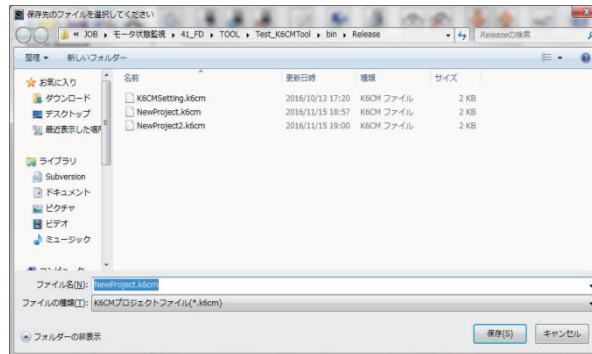 保存先のファイルを選択してください
« JOB ▸ モータ状態監視 ▸ 41_FD ▸ TOOL ▸ Test_K6CMTool ▸ bin ▸ Release
Releaseの検索
整理 ▼ 新しいフォルダー
お気に入り
ダウンロード
デスクトップ
最近表示した場所
ライブラリ
Subversion
ドキュメント
ピクチャ
ビデオ
ミュージック
名前 更新日時 種類 サイズ
K6CMSetting.k6cm 2016/10/13 17:20 K6CM ファイル 2 KB
NewProject.k6cm 2016/11/15 18:57 K6CM ファイル 2 KB
NewProject2.k6cm 2016/11/15 19:00 K6CM ファイル 2 KB
ファイル名(N): NewProject.k6cm
ファイルの種類(T): K6CMプロジェクトファイル(*.k6cm)
フォルダーの非表示
保存(S) キャンセル